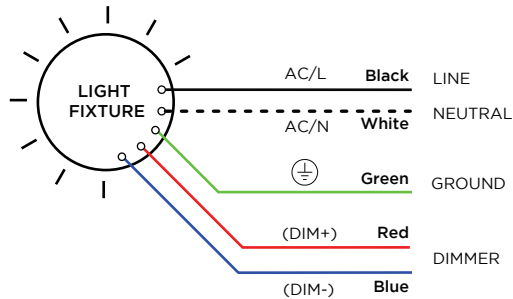 LIGHT
FIXTURE
AC/L Black LINE
AC/N White NEUTRAL
Green GROUND
(DIM+) Red
DIMMER
(DIM-) Blue